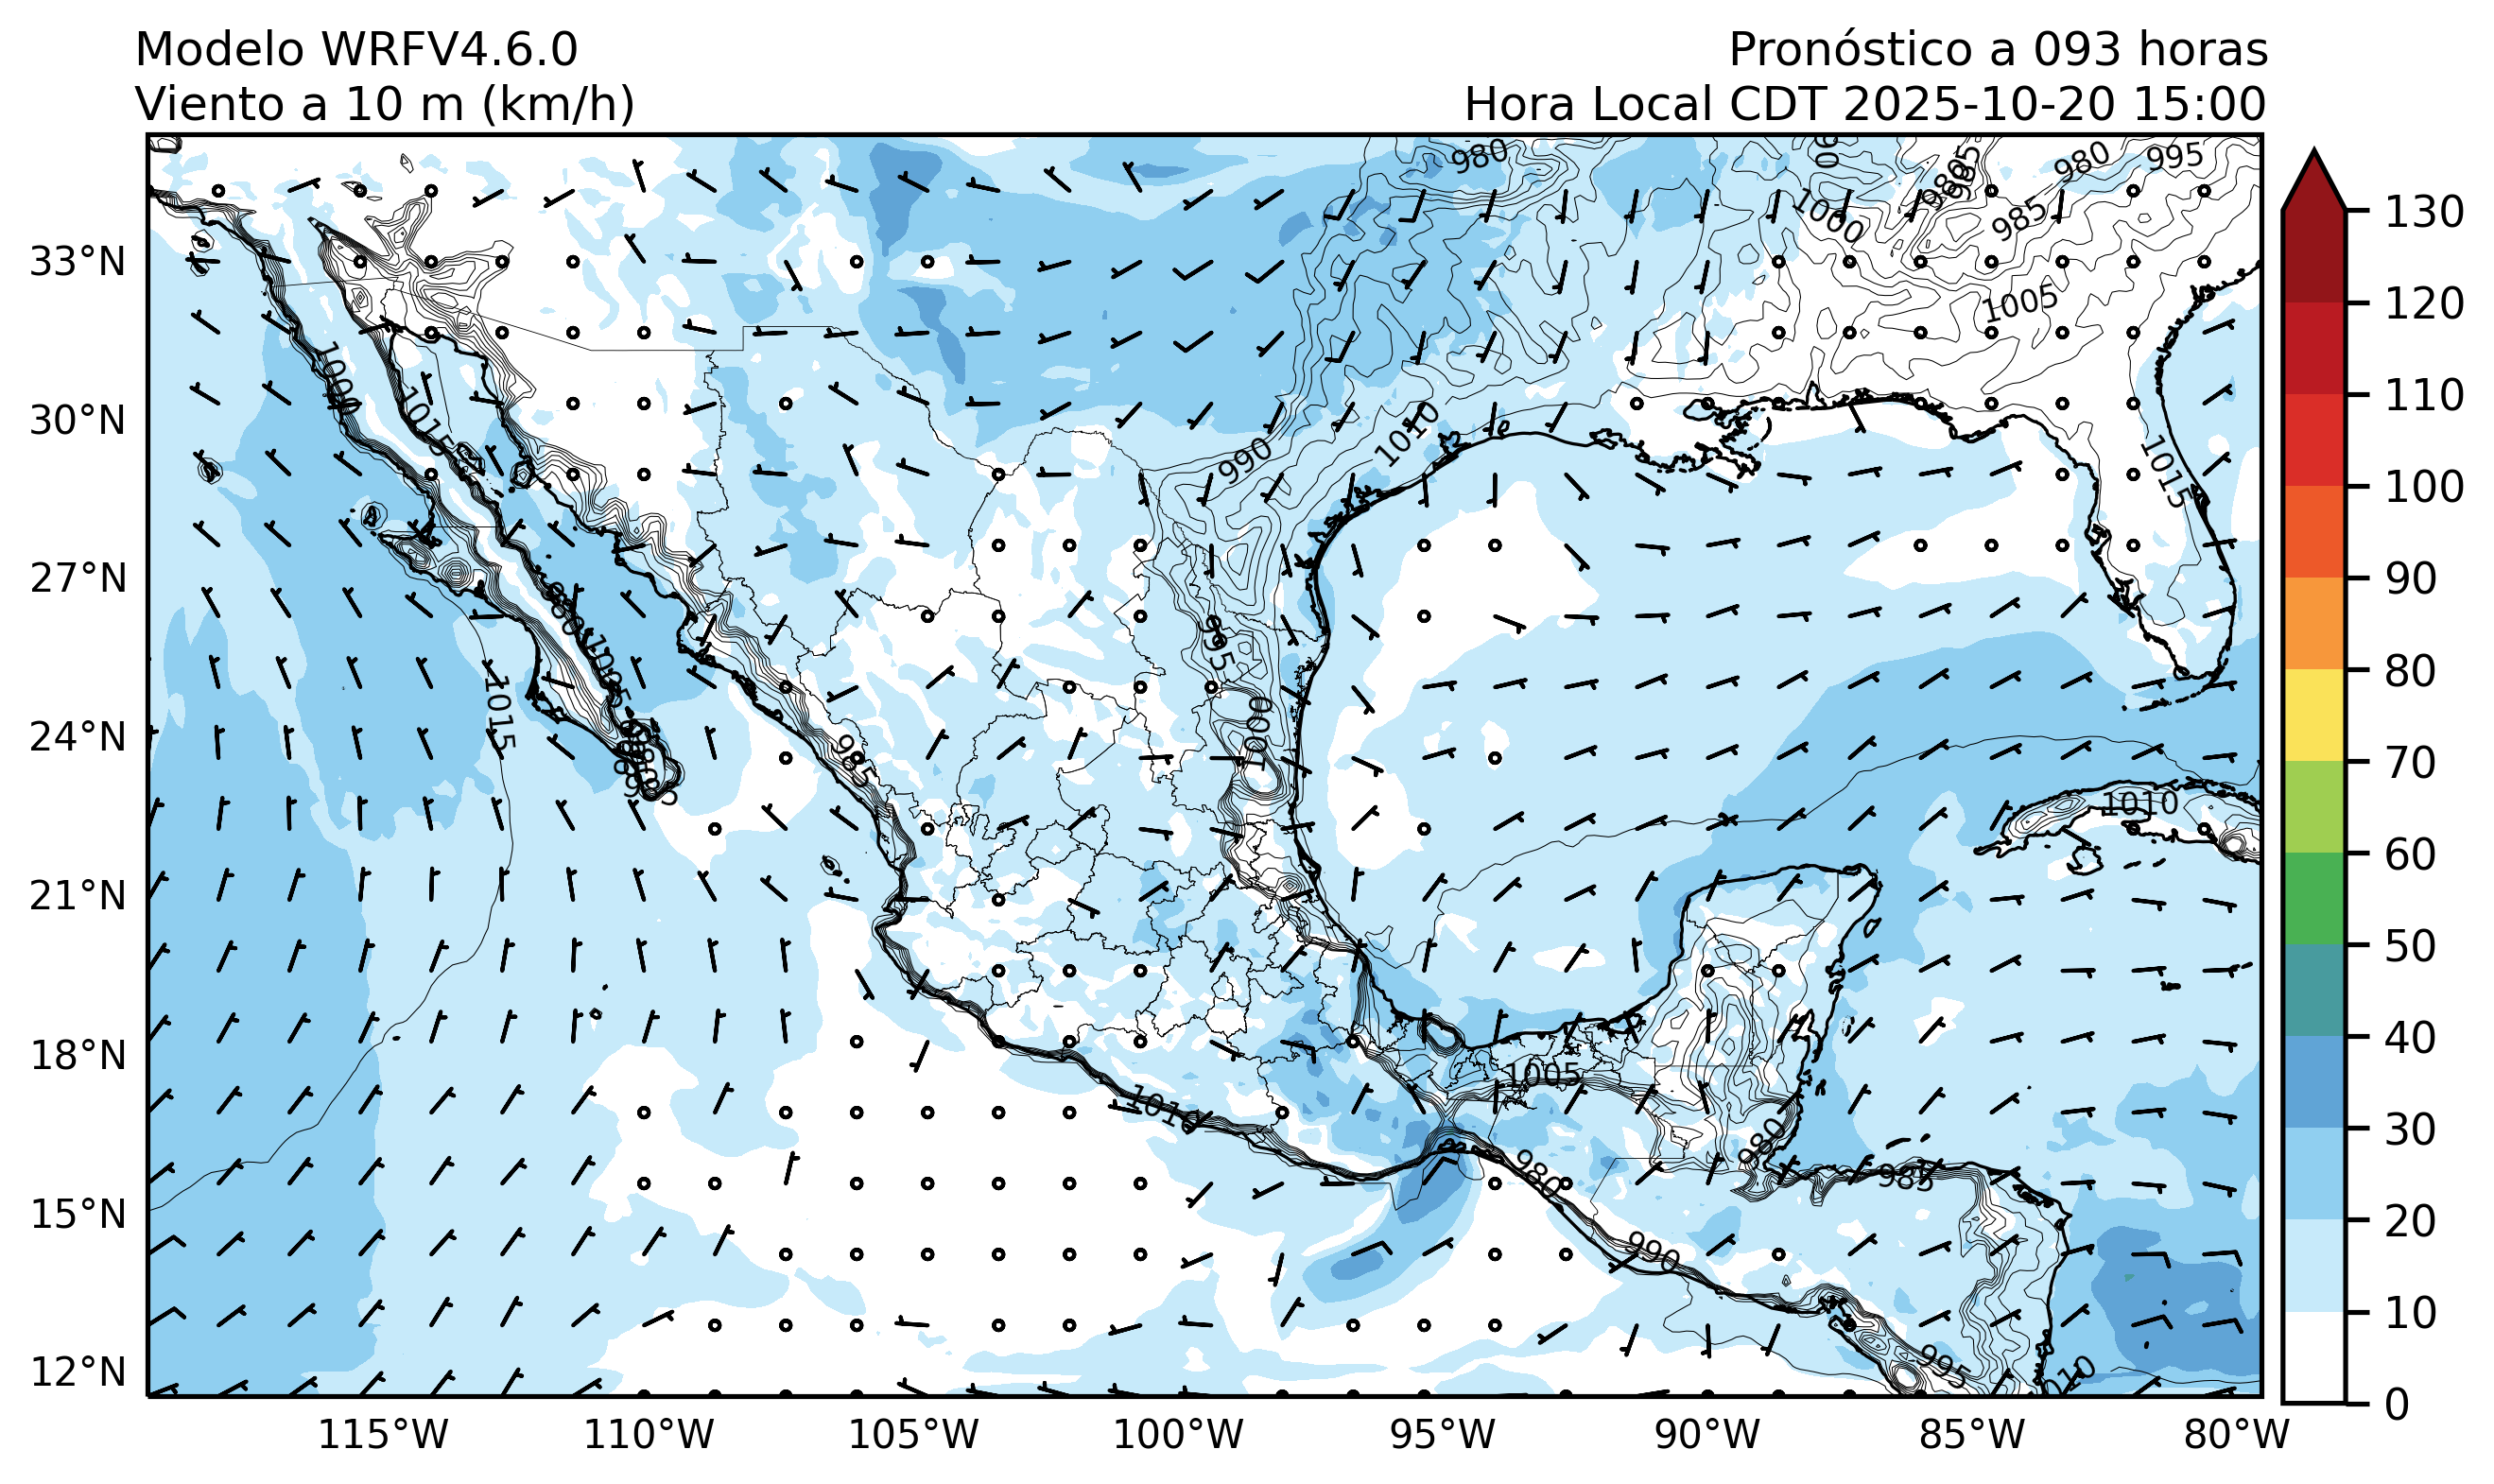 Modelo WRFV4.6.0
Viento a 10 m (km/h)
Pronóstico a 093 horas
Hora Local CDT 2025-10-20 15:00
33°N
30°N
27°N
24°N
21°N
18°N
15°N
12°N
115°W
110°W
105°W
100°W
95°W
90°W
85°W
80°W
130
120
110
100
90
80
70
60
50
40
30
20
10
0
980
980
995
1000
985
1005
1000
1015
990
1010
1015
980
1015
995
1000
985
1010
1010
1005
980
985
980
990
995